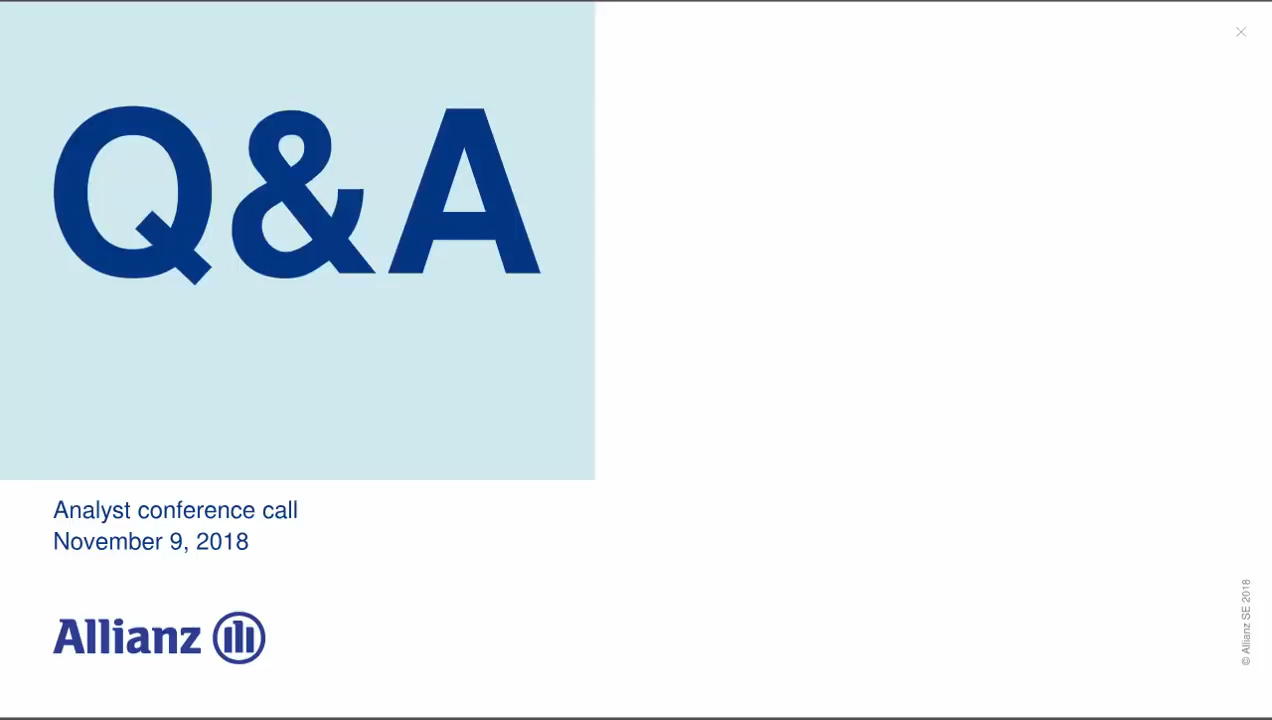 Q&A
Analyst conference call
November 9, 2018
Allianz
© Allianz SE 2018